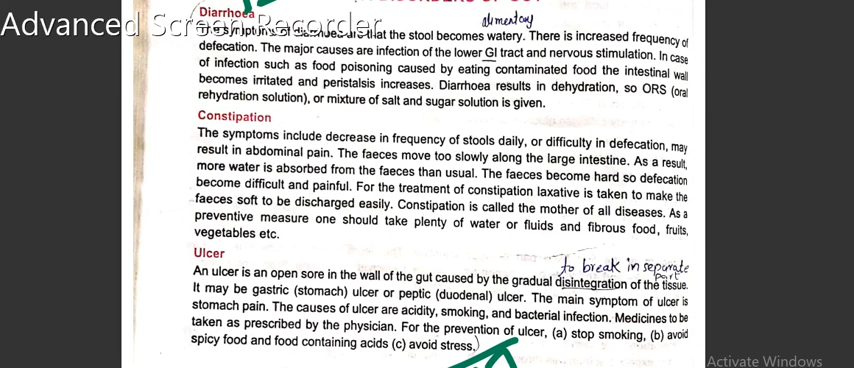 DISORDERS OF GUT
Diarrhoea
alimentary
Advanced Screen Recorder
The symptoms of diarrhoea are that the stool becomes watery. There is increased frequency of
defecation. The major causes are infection of the lower GI tract and nervous stimulation. In case
of infection such as food poisoning caused by eating contaminated food the intestinal wall
becomes irritated and peristalsis increases. Diarrhoea results in dehydration, so ORS (oral
rehydration solution), or mixture of salt and sugar solution is given.
Constipation
The symptoms include decrease in frequency of stools daily, or difficulty in defecation, may
result in abdominal pain. The faeces move too slowly along the large intestine. As a result,
more water is absorbed from the faeces than usual. The faeces become hard so defecation
become difficult and painful. For the treatment of constipation laxative is taken to make the
faeces soft to be discharged easily. Constipation is called the mother of all diseases. As a
preventive measure one should take plenty of water or fluids and fibrous food, fruits,
vegetables etc.
Ulcer
to break in separate
part
An ulcer is an open sore in the wall of the gut caused by the gradual disintegration of the tissue.
It may be gastric (stomach) ulcer or peptic (duodenal) ulcer. The main symptom of ulcer is
stomach pain. The causes of ulcer are acidity, smoking, and bacterial infection. Medicines to be
taken as prescribed by the physician. For the prevention of ulcer, (a) stop smoking, (b) avoid
spicy food and food containing acids (c) avoid stress.
Activate Windows